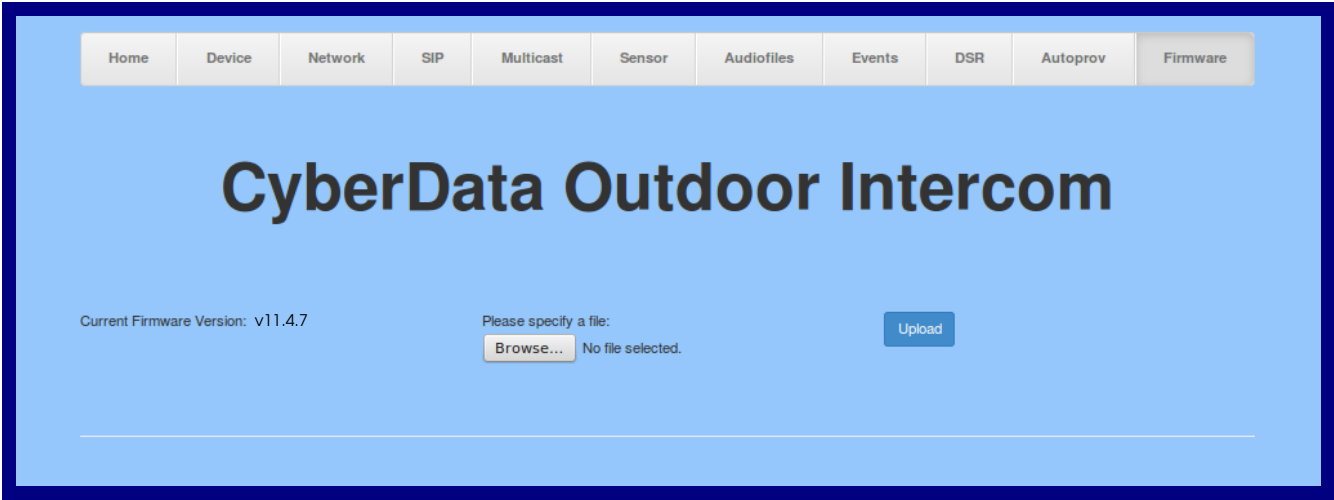 Home Device Network SIP Multicast Sensor Audiofiles Events DSR Autoprov Firmware
CyberData Outdoor Intercom
Current Firmware Version: v11.4.7
Please specify a file:
Browse... No file selected.
Upload